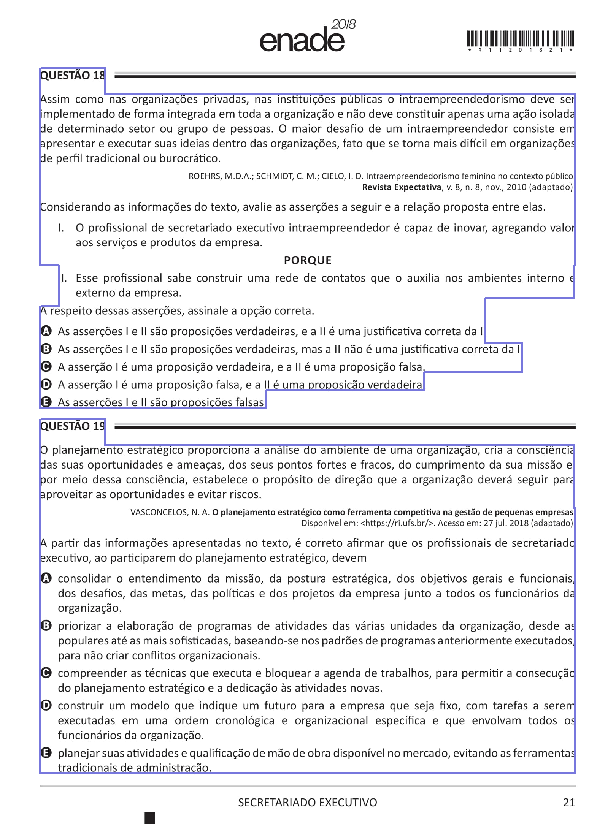 enade 2018
*R1120182 1*
QUESTÃO 18
Assim como nas organizações privadas, nas instituições públicas o intraempreendedorismo deve ser
implementado de forma integrada em toda a organização e não deve constituir apenas uma ação isolada
de determinado setor ou grupo de pessoas. O maior desafio de um intraempreendedor consiste em
apresentar e executar suas ideias dentro das organizações, fato que se torna mais difícil em organizações
de perfil tradicional ou burocrático.
ROEHRS, M.D.A.; SCHMIDT, C. M.; CIELO, I. D. Intraempreendedorismo feminino no contexto público
Revista Expectativa, v. 8, n. 8, nov., 2010 (adaptado)
Considerando as informações do texto, avalie as asserções a seguir e a relação proposta entre elas.
I. O profissional de secretariado executivo intraempreendedor é capaz de inovar, agregando valor
aos serviços e produtos da empresa.
PORQUE
I. Esse profissional sabe construir uma rede de contatos que o auxilia nos ambientes interno e
externo da empresa.
A respeito dessas asserções, assinale a opção correta.
A As asserções I e II são proposições verdadeiras, e a II é uma justificativa correta da I
B As asserções I e II são proposições verdadeiras, mas a II não é uma justificativa correta da I
C A asserção I é uma proposição verdadeira, e a II é uma proposição falsa.
D A asserção I é uma proposição falsa, e a II é uma proposição verdadeira
E As asserções I e II são proposições falsas
QUESTÃO 19
O planejamento estratégico proporciona a análise do ambiente de uma organização, cria a consciência
das suas oportunidades e ameaças, dos seus pontos fortes e fracos, do cumprimento da sua missão e
por meio dessa consciência, estabelece o propósito de direção que a organização deverá seguir para
aproveitar as oportunidades e evitar riscos.
VASCONCELOS, N. A. O planejamento estratégico como ferramenta competitiva na gestão de pequenas empresas
Disponível em: <https://ri.ufs.br/>. Acesso em: 27 jul. 2018 (adaptado)
A partir das informações apresentadas no texto, é correto afirmar que os profissionais de secretariado
executivo, ao participarem do planejamento estratégico, devem
A consolidar o entendimento da missão, da postura estratégica, dos objetivos gerais e funcionais,
dos desafios, das metas, das políticas e dos projetos da empresa junto a todos os funcionários da
organização.
B priorizar a elaboração de programas de atividades das várias unidades da organização, desde as
populares até as mais sofisticadas, baseando-se nos padrões de programas anteriormente executados,
para não criar conflitos organizacionais.
C compreender as técnicas que executa e bloquear a agenda de trabalhos, para permitir a consecução
do planejamento estratégico e a dedicação às atividades novas.
D construir um modelo que indique um futuro para a empresa que seja fixo, com tarefas a serem
executadas em uma ordem cronológica e organizacional específica e que envolvam todos os
funcionários da organização.
E planejar suas atividades e qualificação de mão de obra disponível no mercado, evitando as ferramentas
tradicionais de administração.
SECRETARIADO EXECUTIVO 21